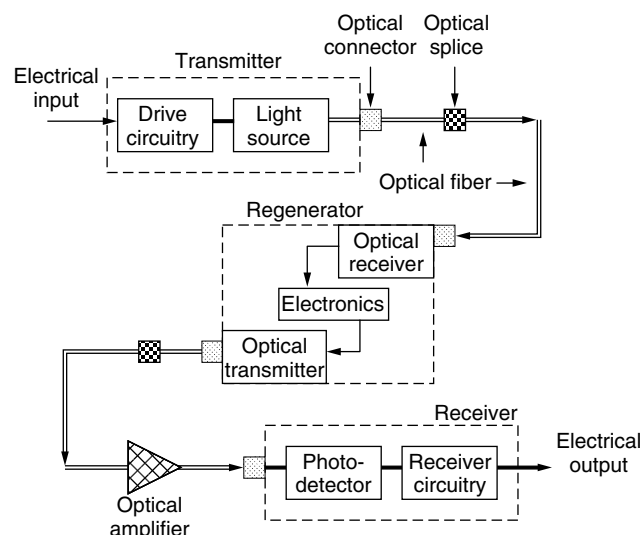 Optical
connector
Optical
splice
Transmitter
Electrical
input
Drive
circuitry
Light
source
Optical fiber
Regenerator
Optical
receiver
Electronics
Optical
transmitter
Receiver
Photo-
detector
Receiver
circuitry
Electrical
output
Optical
amplifier